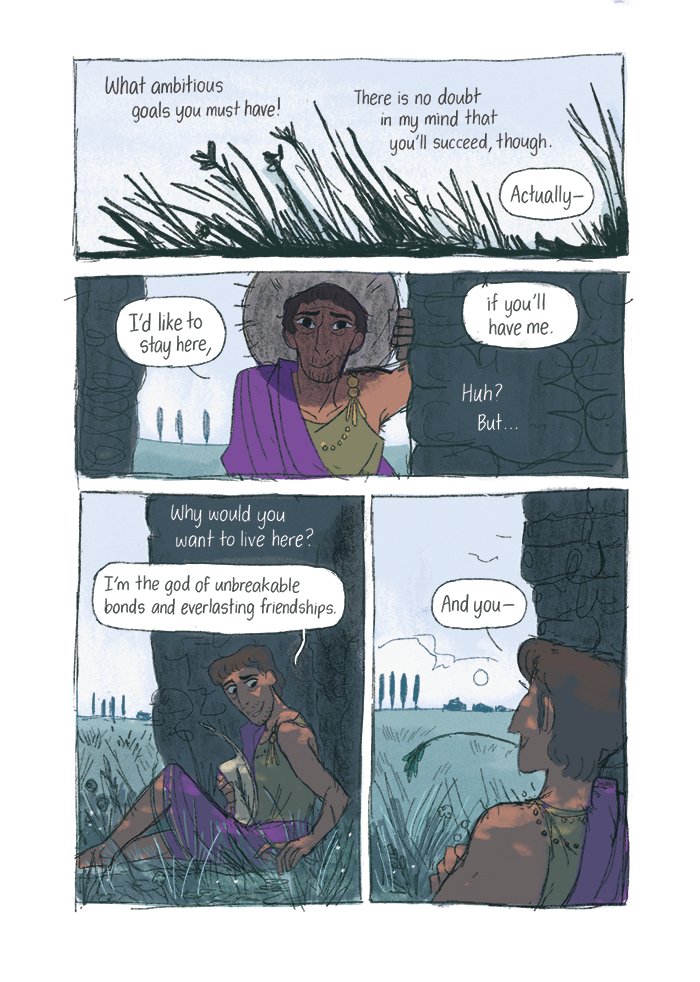 What ambitious
goals you must have!
There is no doubt
in my mind that
you'll succeed, though.
Actually—
I'd like to
stay here,
if you'll
have me.
Huh?
But...
Why would you
want to live here?
I'm the god of unbreakable
bonds and everlasting friendships.
And you—